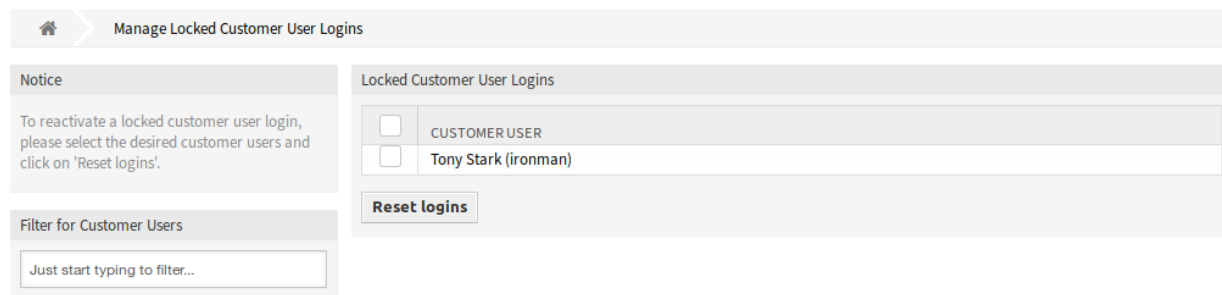 Manage Locked Customer User Logins
Notice
To reactivate a locked customer user login,
please select the desired customer users and
click on 'Reset logins'.
Filter for Customer Users
Just start typing to filter...
Locked Customer User Logins
CUSTOMER USER
Tony Stark (ironman)
Reset logins